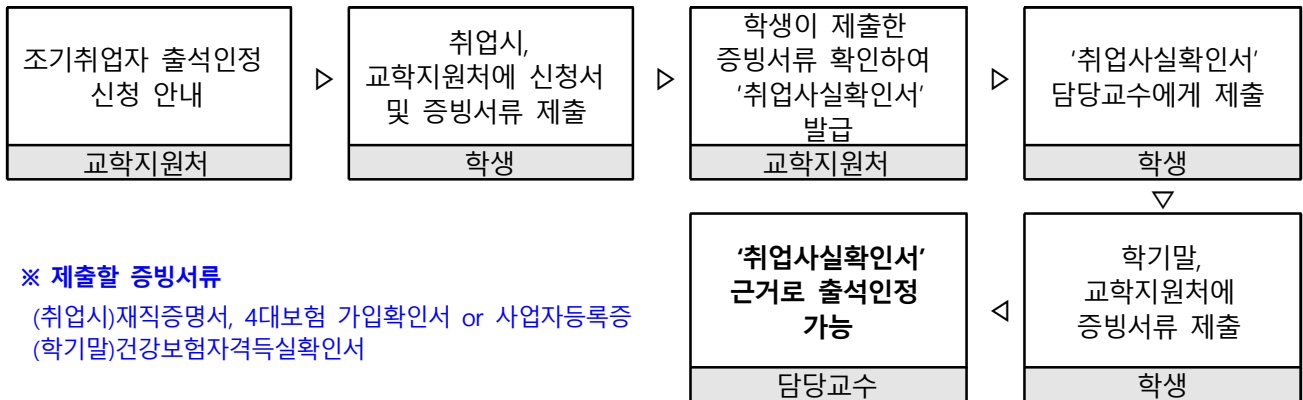 조기취업자 출석인정
신청 안내
교학지원처
▷
취업시,
교학지원처에 신청서
및 증빙서류 제출
학생
▷
학생이 제출한
증빙서류 확인하여
'취업사실확인서'
발급
교학지원처
▷
'취업사실확인서'
담당교수에게 제출
학생
▽
학기말,
교학지원처에
증빙서류 제출
학생
◁
'취업사실확인서'
근거로 출석인정
가능
담당교수
※ 제출할 증빙서류
(취업시)재직증명서, 4대보험 가입확인서 or 사업자등록증
(학기말)건강보험자격득실확인서